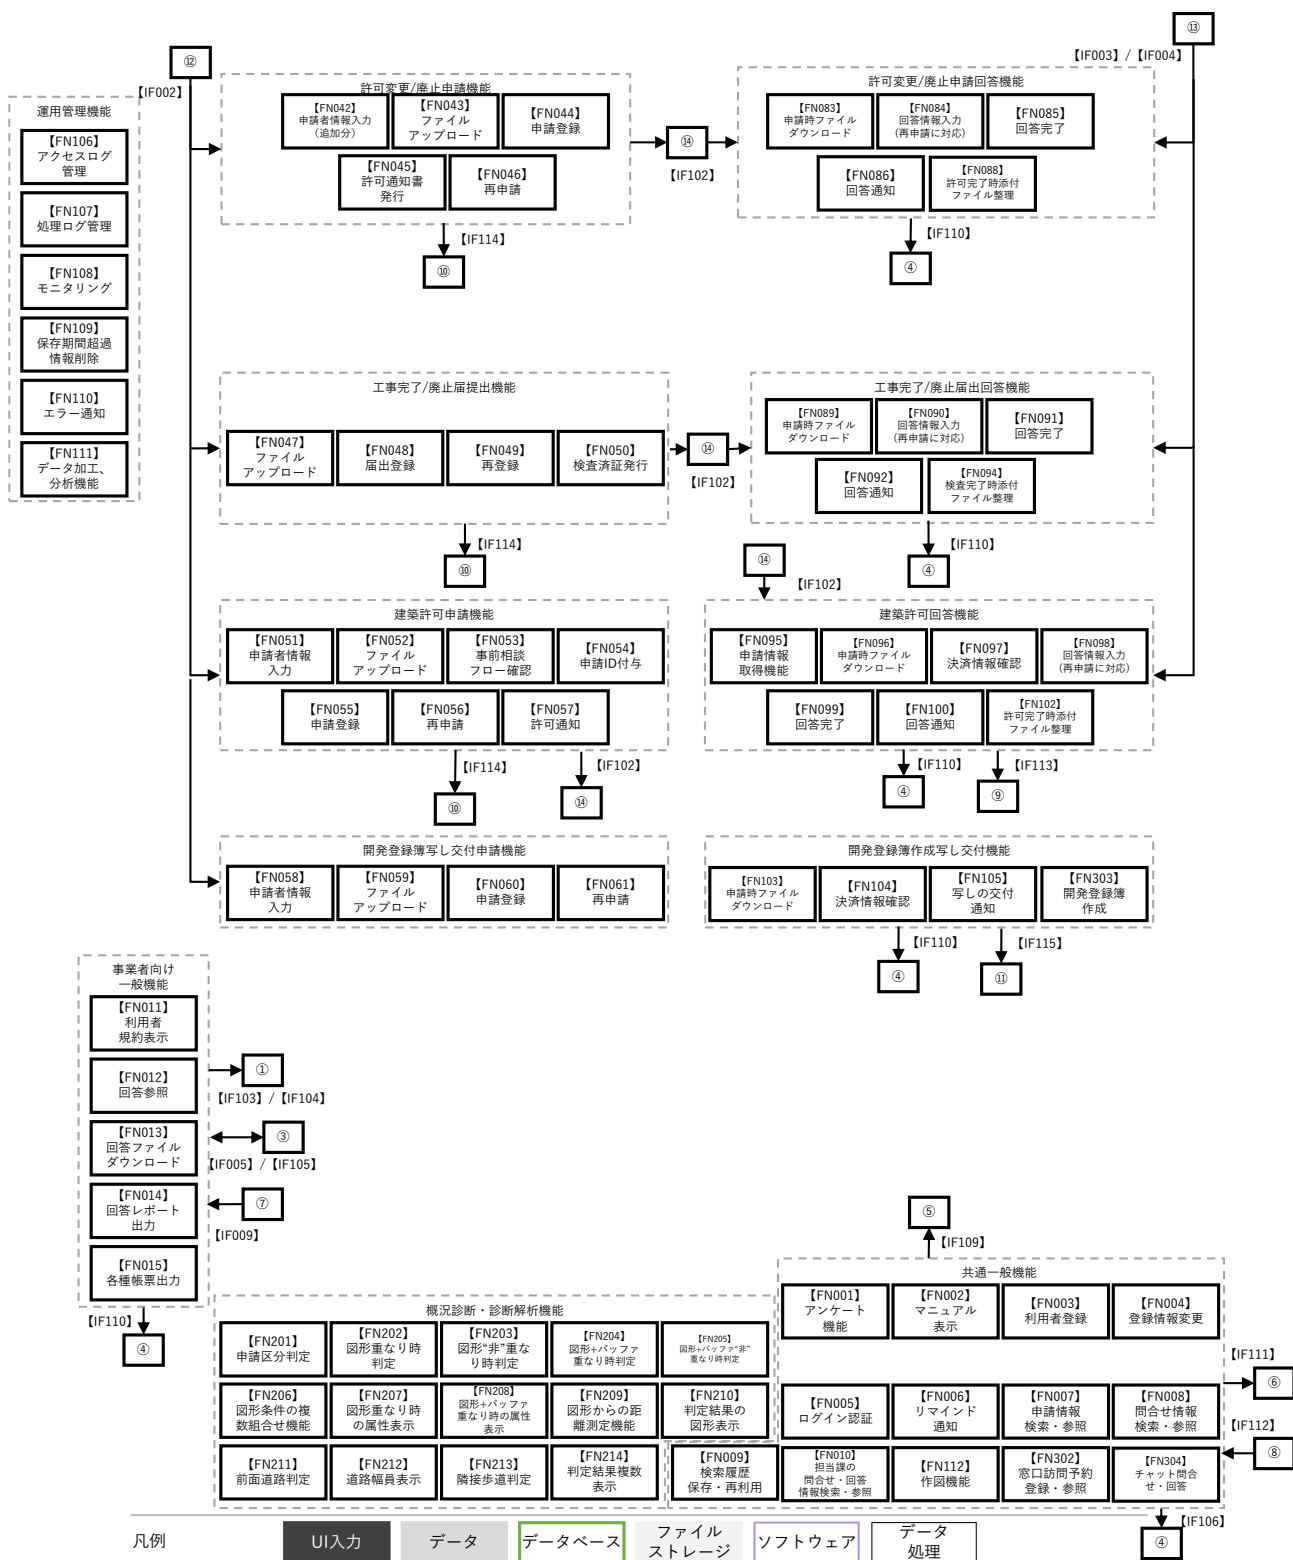 ⑫
【IF002】
⑬
【IF003】/【IF004】
運用管理機能
【FN106】
アクセスログ
管理
【FN107】
処理ログ管理
【FN108】
モニタリング
【FN109】
保存期間超過
情報削除
【FN110】
エラー通知
【FN111】
データ加工、
分析機能
許可変更/廃止申請機能
【FN042】
申請者情報入力
(追加分)
【FN043】
ファイル
アップロード
【FN044】
申請登録
【FN045】
許可通知書
発行
【FN046】
再申請
⑭
【IF102】
【IF114】
⑩
許可変更/廃止申請回答機能
【FN083】
申請時ファイル
ダウンロード
【FN084】
回答情報入力
(再申請に対応)
【FN085】
回答完了
【FN086】
回答通知
【FN088】
許可完了時添付
ファイル整理
【IF110】
④
工事完了/廃止届提出機能
【FN047】
ファイル
アップロード
【FN048】
届出登録
【FN049】
再登録
【FN050】
検査済証発行
⑭
【IF102】
【IF114】
⑩
工事完了/廃止届出回答機能
【FN089】
申請時ファイル
ダウンロード
【FN090】
回答情報入力
(再申請に対応)
【FN091】
回答完了
【FN092】
回答通知
【FN094】
検査完了時添付
ファイル整理
【IF110】
④
⑭
【IF102】
建築許可申請機能
【FN051】
申請者情報
入力
【FN052】
ファイル
アップロード
【FN053】
事前相談
フロー確認
【FN054】
申請ID付与
【FN055】
申請登録
【FN056】
再申請
【FN057】
許可通知
【IF114】
⑩
【IF102】
⑭
建築許可回答機能
【FN095】
申請情報
取得機能
【FN096】
申請時ファイル
ダウンロード
【FN097】
決済情報確認
【FN098】
回答情報入力
(再申請に対応)
【FN099】
回答完了
【FN100】
回答通知
【FN102】
許可完了時添付
ファイル整理
【IF110】
④
【IF113】
⑨
開発登録簿写し交付申請機能
【FN058】
申請者情報
入力
【FN059】
ファイル
アップロード
【FN060】
申請登録
【FN061】
再申請
開発登録簿作成写し交付機能
【FN103】
申請時ファイル
ダウンロード
【FN104】
決済情報確認
【FN105】
写しの交付
通知
【FN303】
開発登録簿
作成
【IF110】
④
【IF115】
⑪
事業者向け
一般機能
【FN011】
利用者
規約表示
【FN012】
回答参照
【FN013】
回答ファイル
ダウンロード
【FN014】
回答レポート
出力
【FN015】
各種帳票出力
①
【IF103】/【IF104】
③
【IF005】/【IF105】
⑦
【IF009】
【IF110】
④
概況診断・診断解析機能
【FN201】
申請区分判定
【FN202】
図形重なり時
判定
【FN203】
図形“非”重な
り時判定
【FN204】
図形+バッファ
重なり時判定
【FN205】
図形+バッファ“非”
重なり時判定
【FN206】
図形条件の複
数組合せ機能
【FN207】
図形重なり時
の属性表示
【FN208】
図形+バッファ
重なり時の属性
表示
【FN209】
図形からの距
離測定機能
【FN210】
判定結果の
図形表示
【FN211】
前面道路判定
【FN212】
道路幅員表示
【FN213】
隣接歩道判定
【FN214】
判定結果複数
表示
⑤
【IF109】
共通一般機能
【FN001】
アンケート
機能
【FN002】
マニュアル
表示
【FN003】
利用者登録
【FN004】
登録情報変更
【FN005】
ログイン認証
【FN006】
リマインド
通知
【FN007】
申請情報
検索・参照
【FN008】
問合せ情報
検索・参照
【FN009】
検索履歴
保存・再利用
【FN010】
担当課の
問合せ・回答
情報検索・参照
【FN112】
作図機能
【FN302】
窓口訪問予約
登録・参照
【FN304】
チャット問合
せ・回答
【IF111】
⑥
【IF112】
⑧
【IF106】
④
凡例
UI入力
データ
データベース
ファイル
ストレージ
ソフトウェア
データ
処理